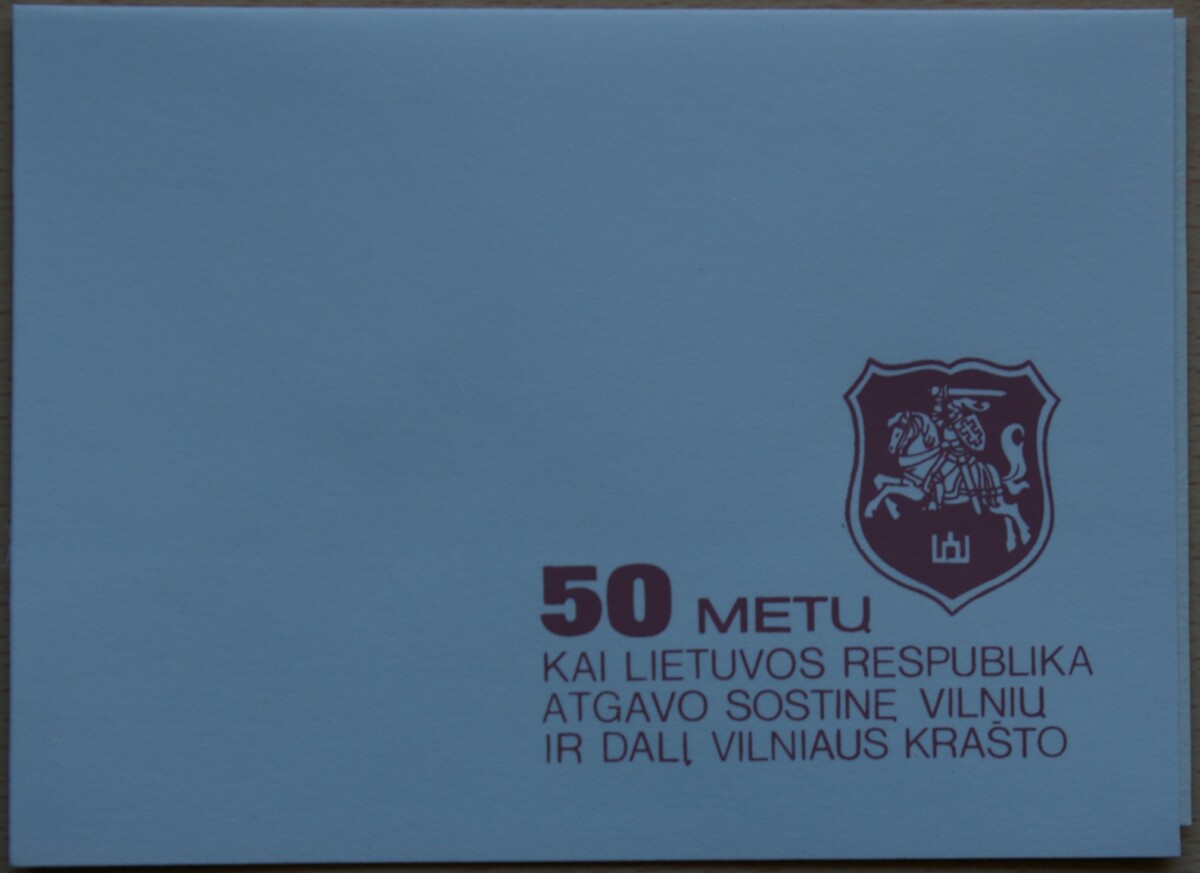 50 METŲ
KAI LIETUVOS RESPUBLIKA
ATGAVO SOSTINĘ VILNIŲ
IR DALĮ VILNIAUS KRAŠTO